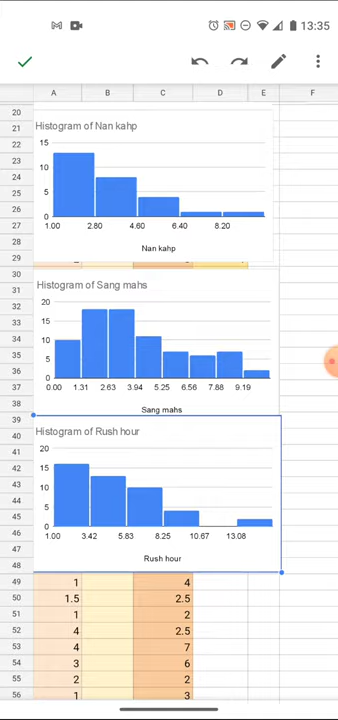 13:35
A B C D E F
20
21
22
23
24
25
26
27
28
29
30
31
32
33
34
35
36
37
38
39
40
41
42
43
44
45
46
47
48
Histogram of Nan kahp
15
10
5
0
1.00 2.80 4.60 6.40 8.20
Nan kahp
Histogram of Sang mahs
20
15
10
5
0
0.00 1.31 2.63 3.94 5.25 6.56 7.88 9.19
Sang mahs
Histogram of Rush hour
20
15
10
5
0
1.00 3.42 5.83 8.25 10.67 13.08
Rush hour
49 1 4
50 1.5 2.5
51 1 2
52 4 2.5
53 4 7
54 3 6
55 2 2
56 1 3